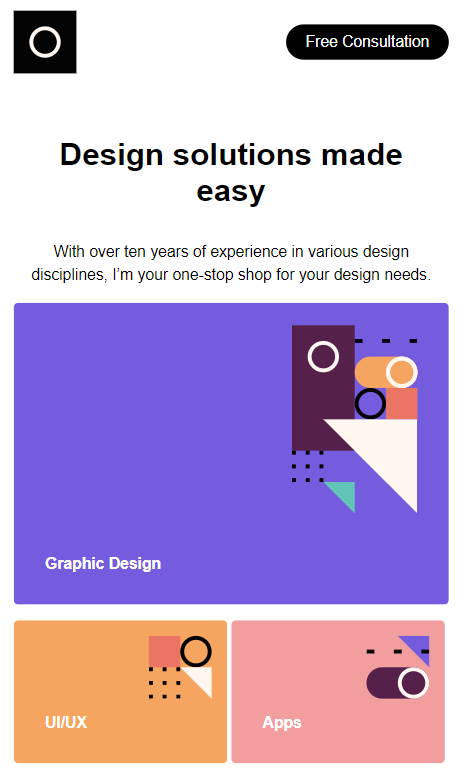 Free Consultation
Design solutions made
easy
With over ten years of experience in various design
disciplines, I’m your one-stop shop for your design needs.
Graphic Design
UI/UX
Apps